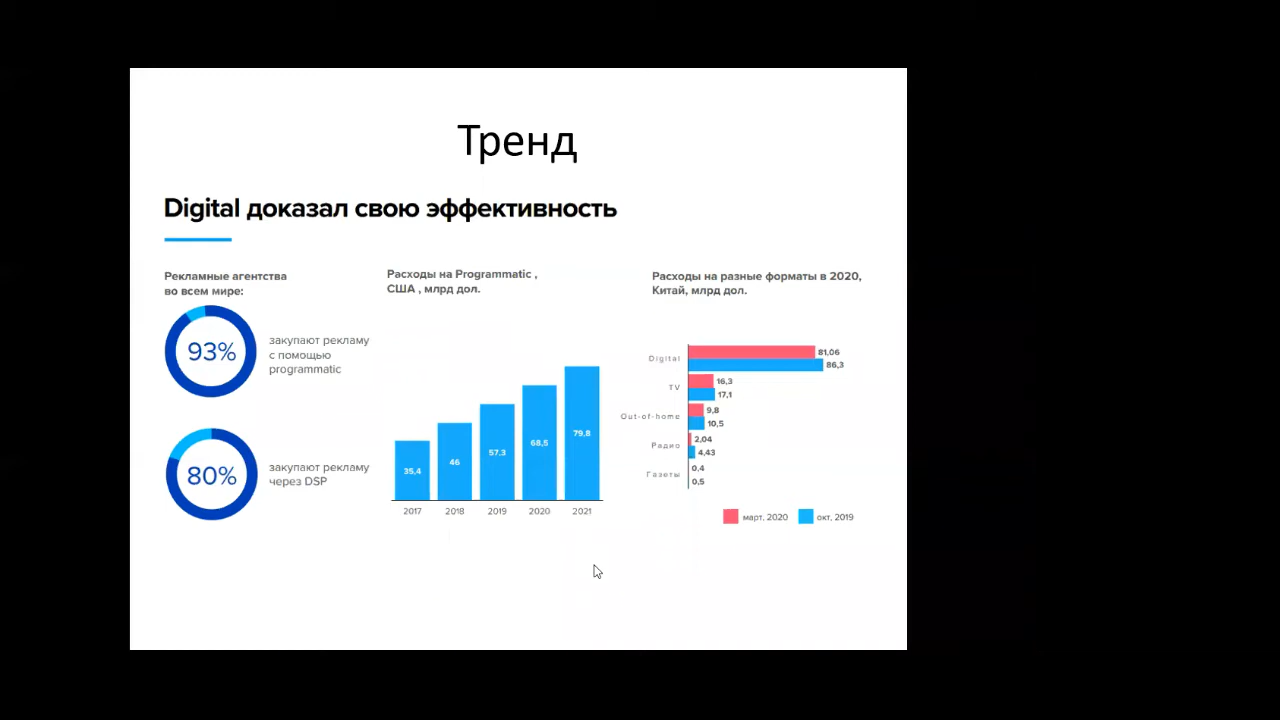 Тренд
Digital доказал свою эффективность
Рекламные агентства
во всем мире:
93%
закупают рекламу
с помощью
programmatic
80%
закупают рекламу
через DSP
Расходы на Programmatic ,
США , млрд дол.
35,4
46
57.3
68,5
79,8
2017
2018
2019
2020
2021
Расходы на разные форматы в 2020,
Китай, млрд дол.
Digital
81,06
86,3
TV
16,3
17,1
Out-of-home
9,8
10,5
Радио
2,04
4,43
Газеты
0.4
0,5
март, 2020
окт, 2019